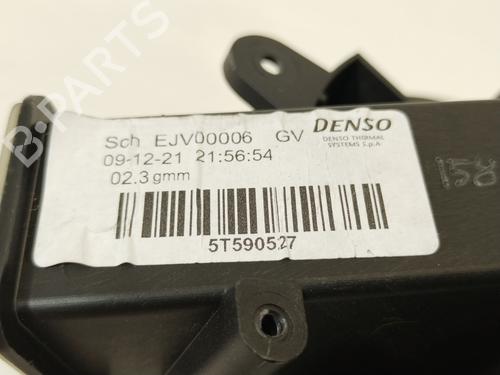 Sch EJV00006 GV DENSO
DENSO THERMAL
SYSTEMS S.p.A.
09-12-21 21:56:54
02.3 gmm
5T590527
158
B-PARTS